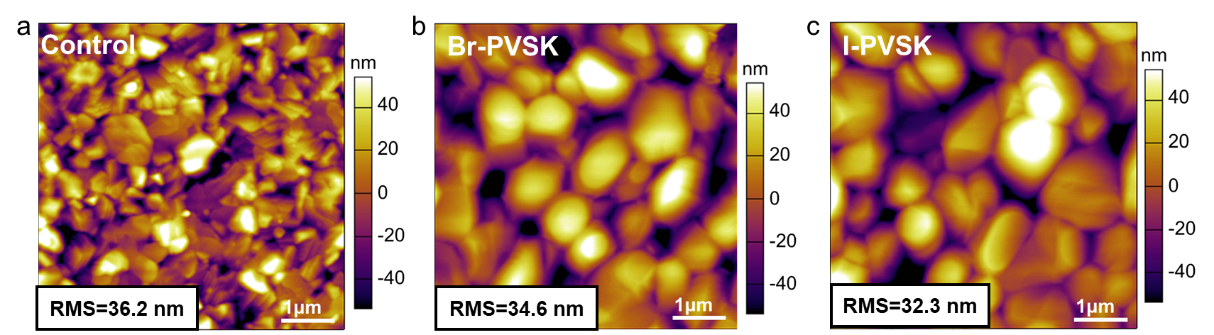 a
Control
nm
40
20
0
-20
-40
RMS=36.2 nm
1μm
b
Br-PVSK
nm
40
20
0
-20
-40
RMS=34.6 nm
1μm
c
I-PVSK
nm
40
20
0
-20
-40
RMS=32.3 nm
1μm